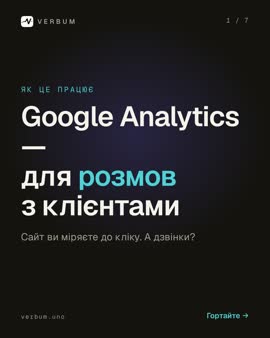 VERBUM
1 / 7
ЯК ЦЕ ПРАЦЮЄ
Google Analytics
—
для розмов
з клієнтами
Сайт ви міряєте до кліку. А дзвінки?
verbum.uno
Гортайте →